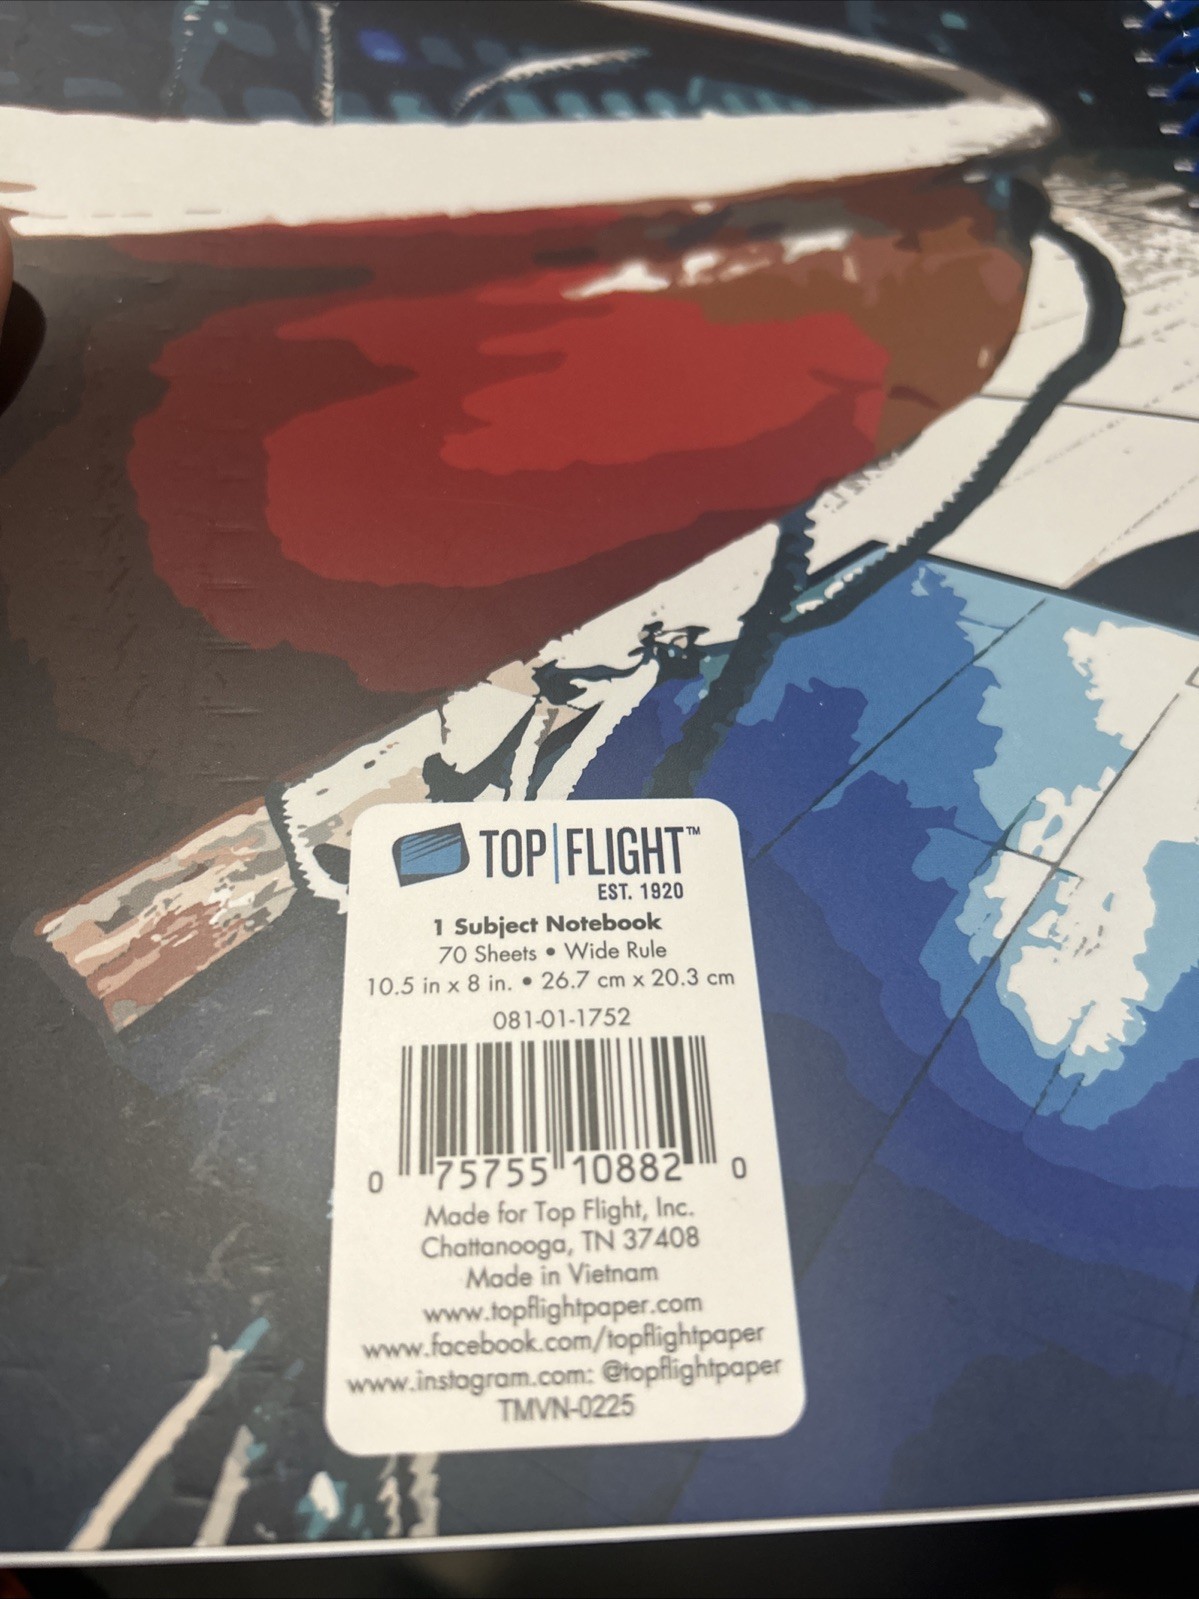 TOP|FLIGHT™
EST. 1920
1 Subject Notebook
70 Sheets • Wide Rule
10.5 in x 8 in. • 26.7 cm x 20.3 cm
081-01-1752
0 75755 10882 0
Made for Top Flight, Inc.
Chattanooga, TN 37408
Made in Vietnam
www.topflightpaper.com
www.facebook.com/topflightpaper
www.instagram.com: @topflightpaper
TMVN-0225